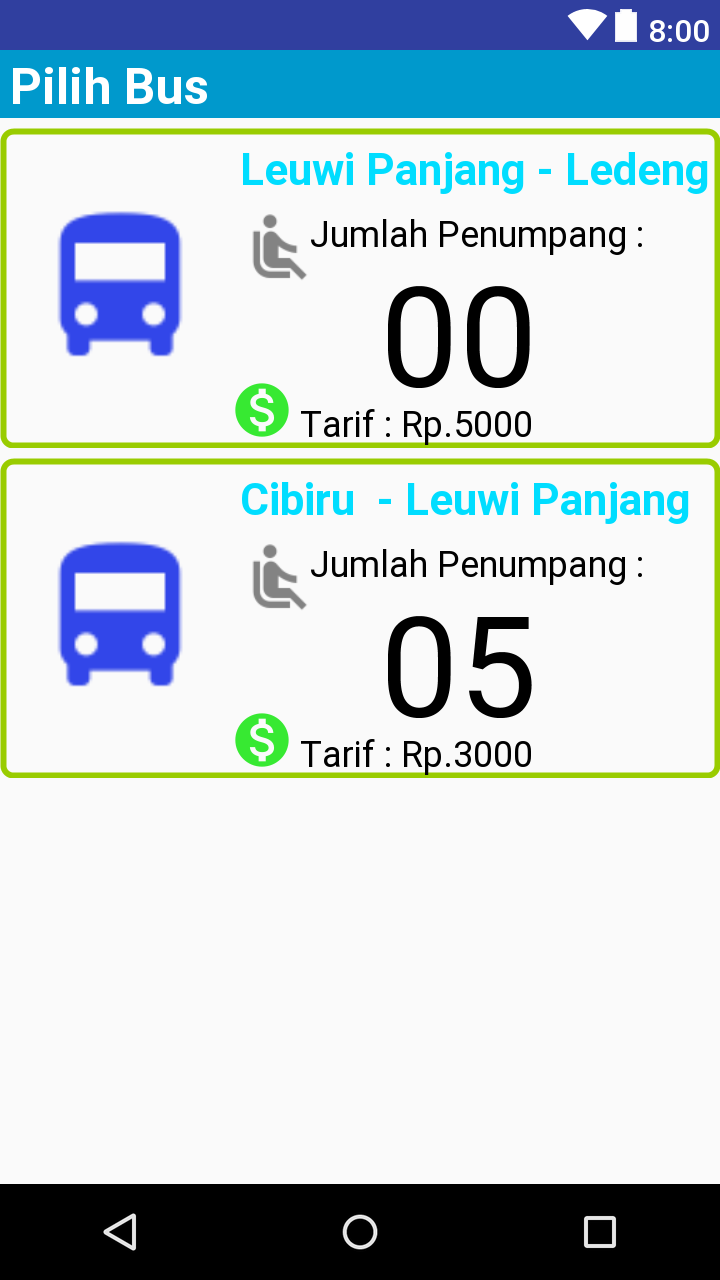 8:00
Pilih Bus
Leuwi Panjang - Ledeng
Jumlah Penumpang :
00
$ Tarif : Rp.5000
Cibiru  - Leuwi Panjang
Jumlah Penumpang :
05
$ Tarif : Rp.3000